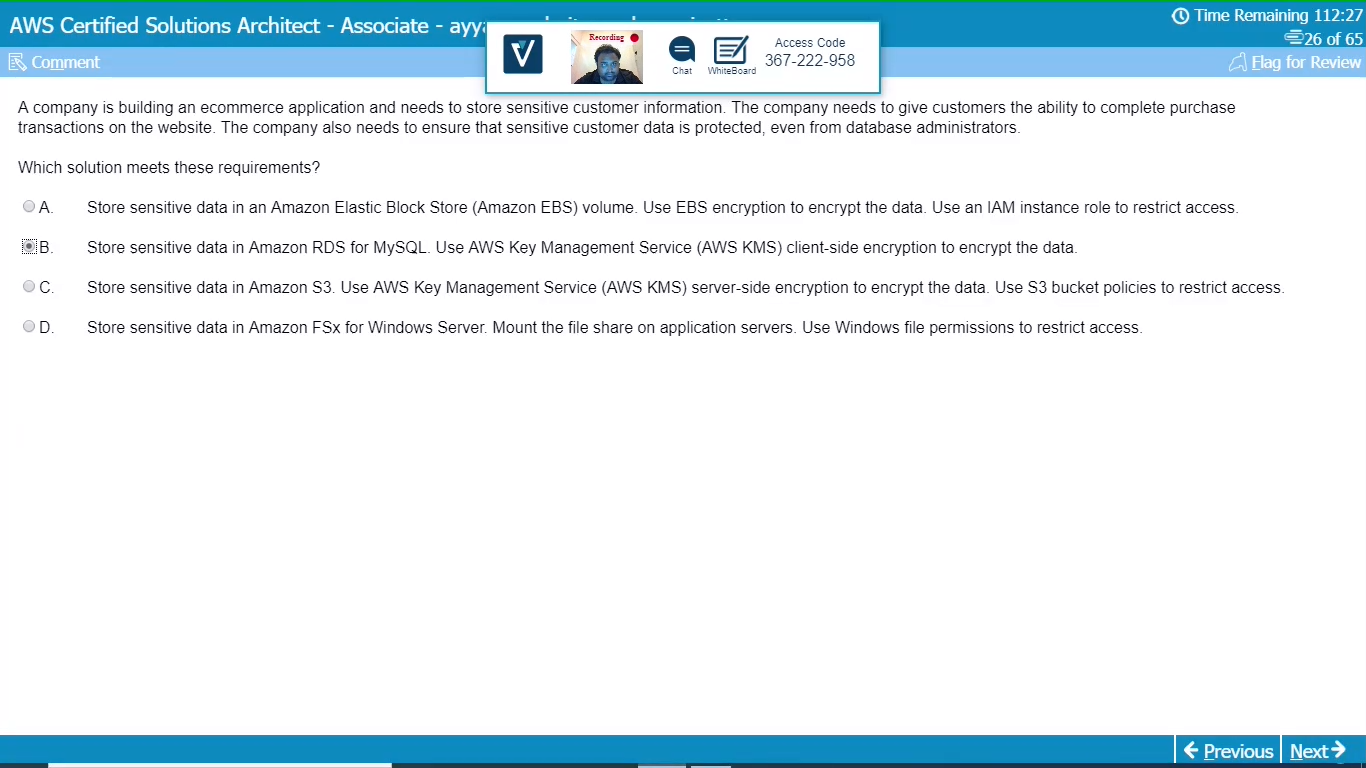 AWS Certified Solutions Architect - Associate - ayya
Time Remaining 112:27
26 of 65
Comment
Flag for Review
Recording
Chat
WhiteBoard
Access Code
367-222-958
A company is building an ecommerce application and needs to store sensitive customer information. The company needs to give customers the ability to complete purchase
transactions on the website. The company also needs to ensure that sensitive customer data is protected, even from database administrators.
Which solution meets these requirements?
A. Store sensitive data in an Amazon Elastic Block Store (Amazon EBS) volume. Use EBS encryption to encrypt the data. Use an IAM instance role to restrict access.
B. Store sensitive data in Amazon RDS for MySQL. Use AWS Key Management Service (AWS KMS) client-side encryption to encrypt the data.
C. Store sensitive data in Amazon S3. Use AWS Key Management Service (AWS KMS) server-side encryption to encrypt the data. Use S3 bucket policies to restrict access.
D. Store sensitive data in Amazon FSx for Windows Server. Mount the file share on application servers. Use Windows file permissions to restrict access.
Previous
Next